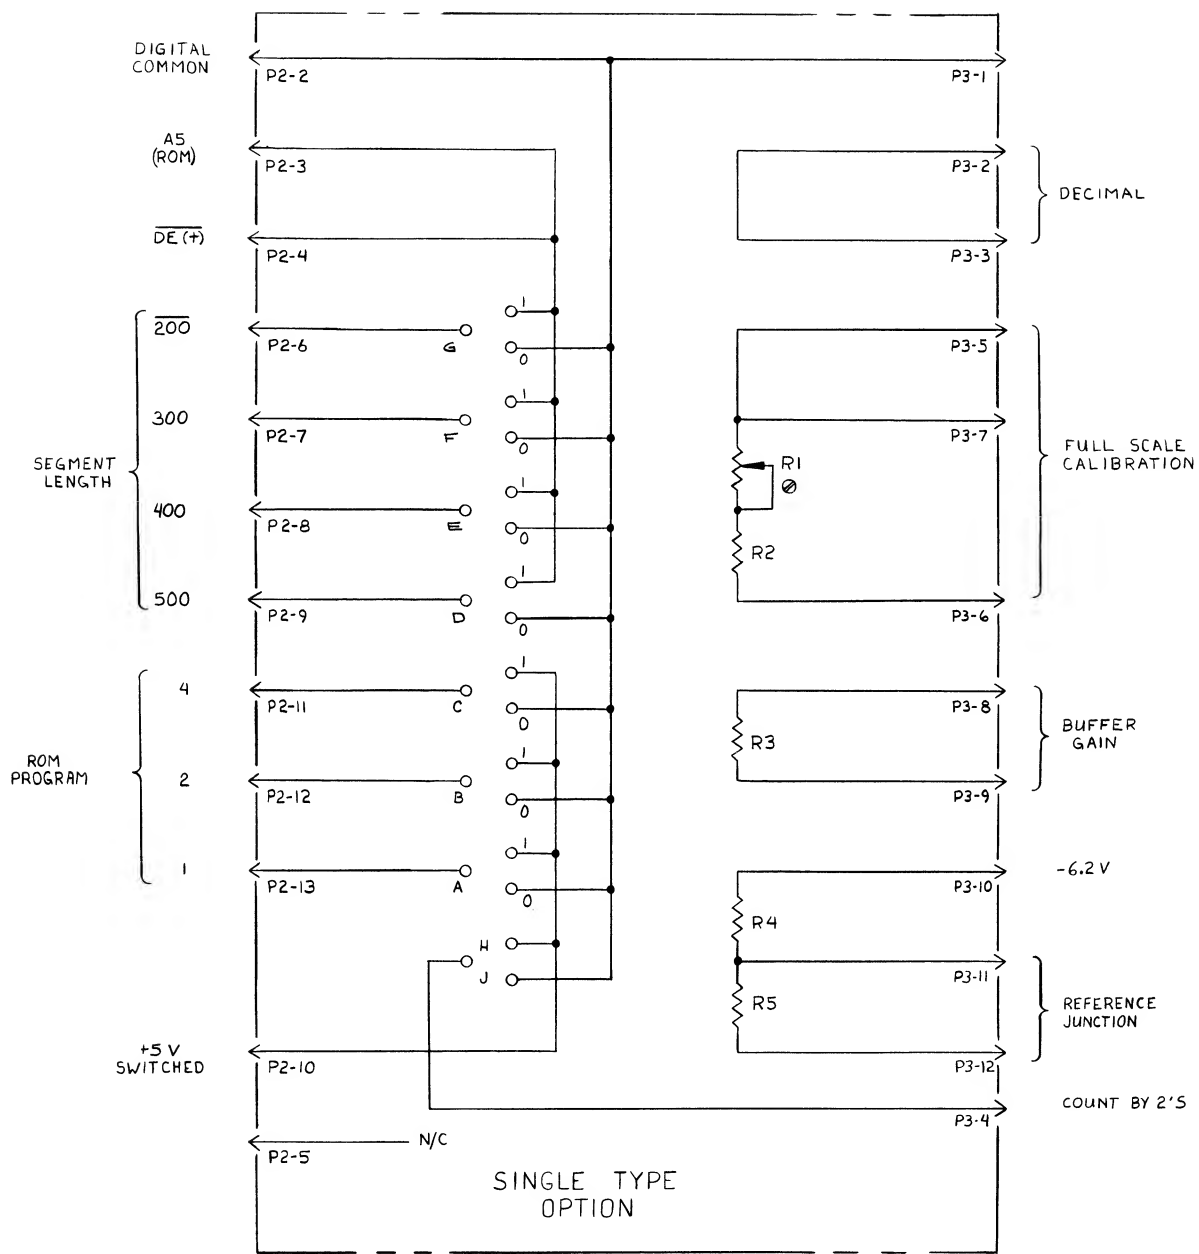 DIGITAL
COMMON
P2-2
P3-1
A5
(ROM)
P2-3
P3-2
DECIMAL
DE(+)
P2-4
P3-3
1
200
P2-6
G
0
P3-5
1
300
P2-7
F
0
P3-7
FULL SCALE
CALIBRATION
SEGMENT
LENGTH
R1
1
400
P2-8
E
0
R2
1
500
P2-9
D
0
P3-6
1
4
P2-11
C
0
P3-8
BUFFER
GAIN
R3
ROM
PROGRAM
1
2
P2-12
B
0
P3-9
1
1
P2-13
A
0
P3-10
-6.2 V
R4
H
J
P3-11
R5
REFERENCE
JUNCTION
+5 V
SWITCHED
P2-10
P3-12
COUNT BY 2'S
P3-4
N/C
P2-5
SINGLE TYPE
OPTION